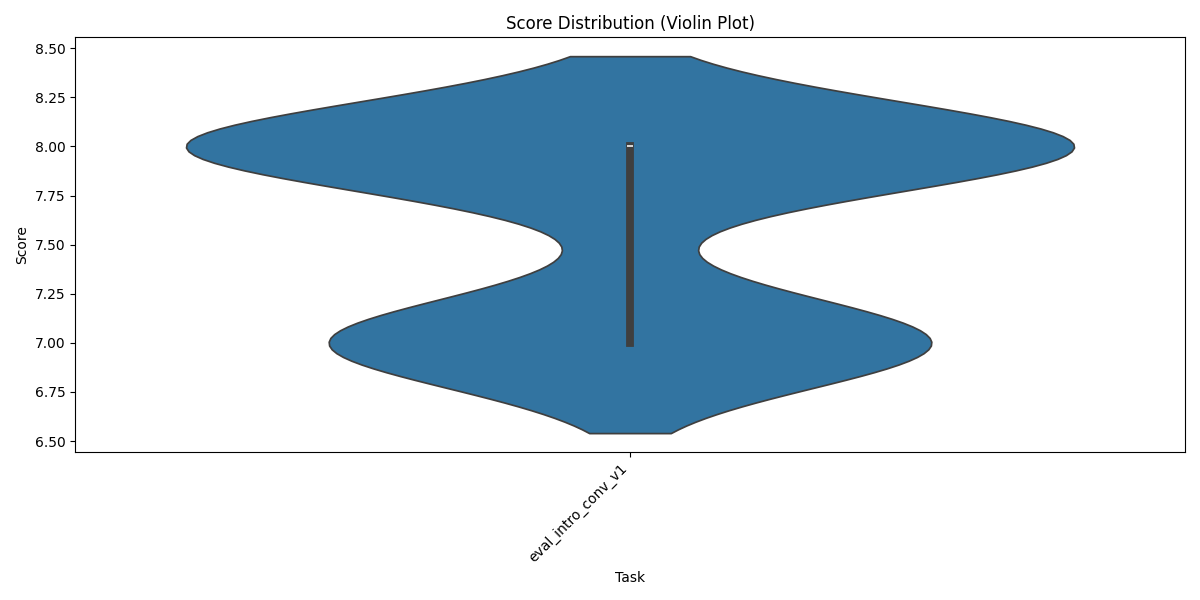 Score Distribution (Violin Plot)
8.50
8.25
8.00
7.75
7.50
7.25
7.00
6.75
6.50
Score
eval_intro_conv_v1
Task